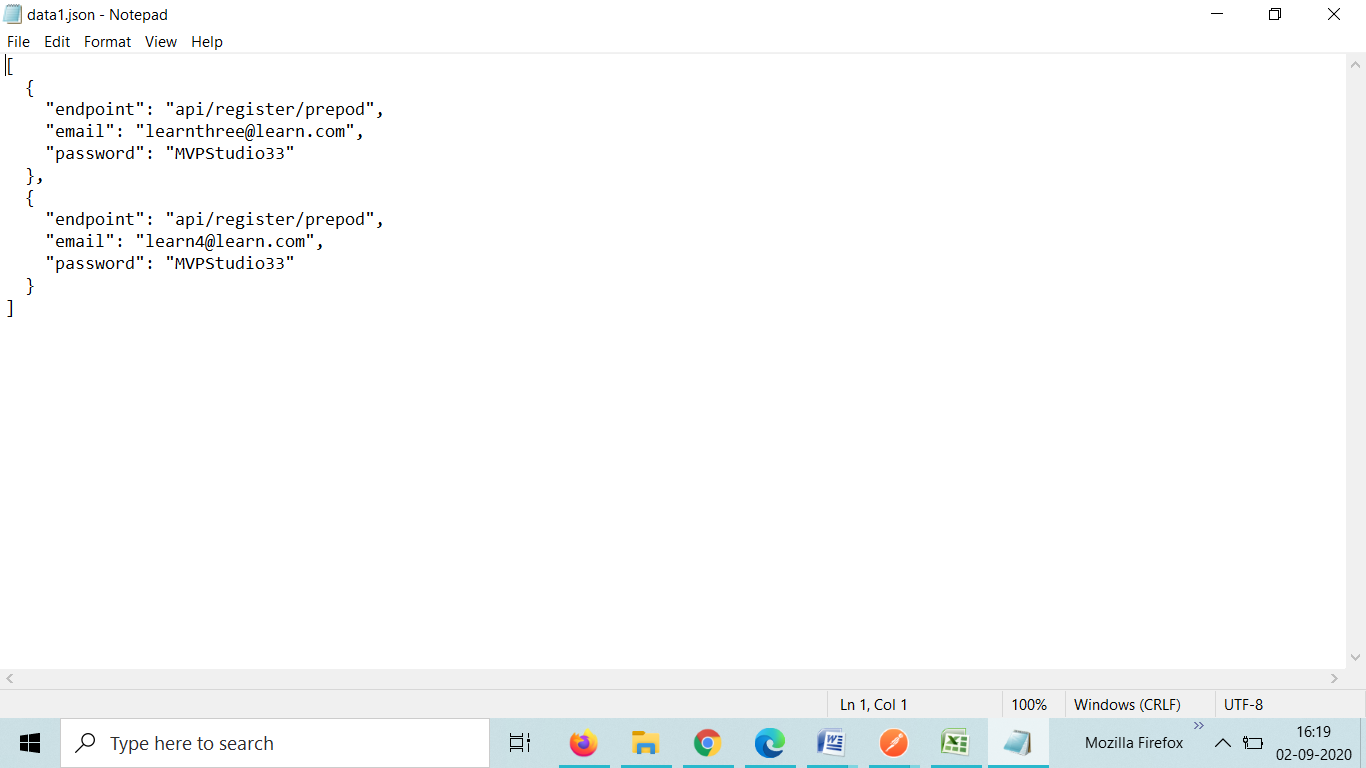 data1.json - Notepad
File Edit Format View Help
[
  {
    "endpoint": "api/register/prepod",
    "email": "learnthree@learn.com",
    "password": "MVPStudio33"
  },
  {
    "endpoint": "api/register/prepod",
    "email": "learn4@learn.com",
    "password": "MVPStudio33"
  }
]
Ln 1, Col 1 100% Windows (CRLF) UTF-8
Type here to search
Mozilla Firefox
16:19
02-09-2020